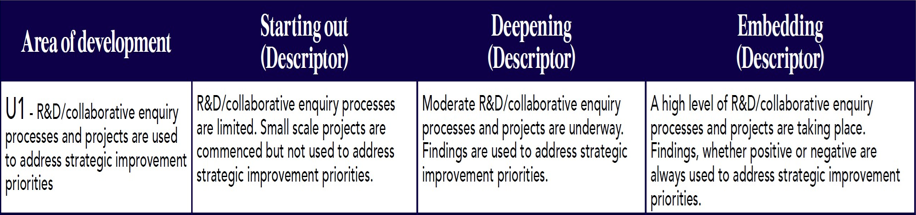 Area of development
Starting out
(Descriptor)
Deepening
(Descriptor)
Embedding
(Descriptor)
U1 - R&D/collaborative enquiry
processes and projects are used
to address strategic improvement
priorities
R&D/collaborative enquiry processes
are limited. Small scale projects are
commenced but not used to address
strategic improvement priorities.
Moderate R&D/collaborative enquiry
processes and projects are underway.
Findings are used to address strategic
improvement priorities.
A high level of R&D/collaborative enquiry
processes and projects are taking place.
Findings, whether positive or negative are
always used to address strategic improvement
priorities.